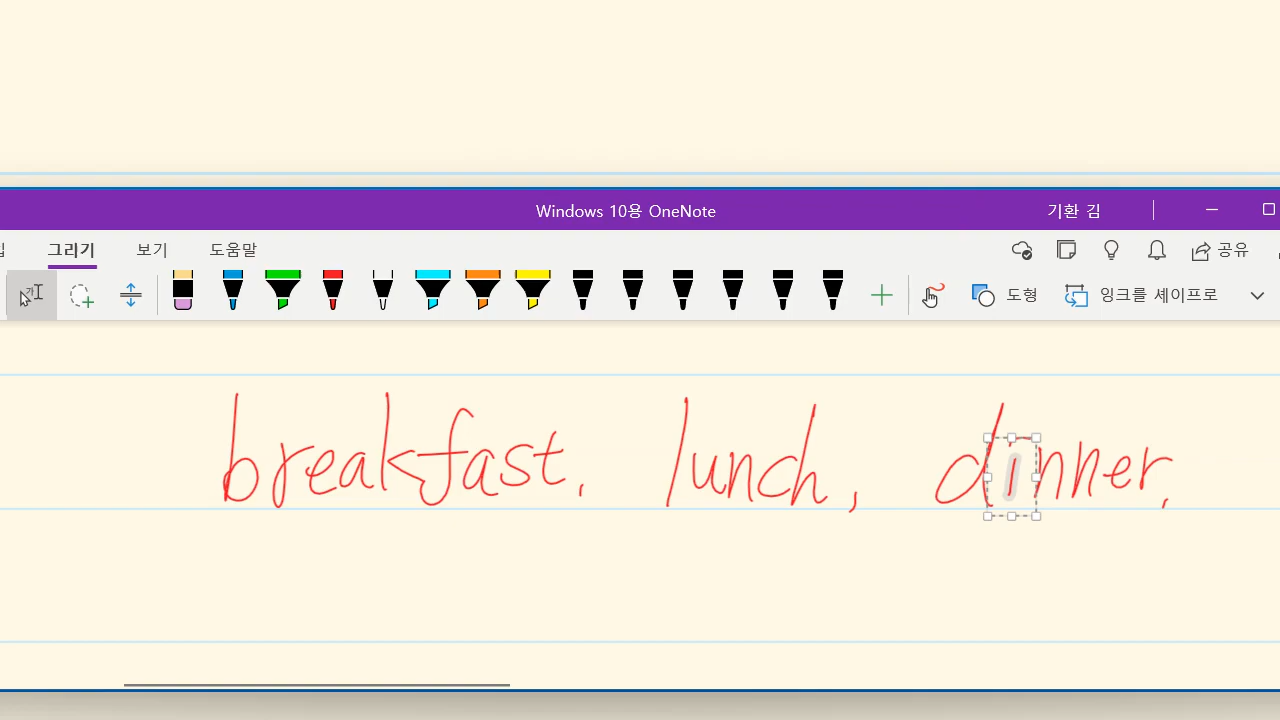 Windows 10용 OneNote 기환 김
그리기 보기 도움말 공유
도형 잉크를 셰이프로
breakfast, lunch, dinner,